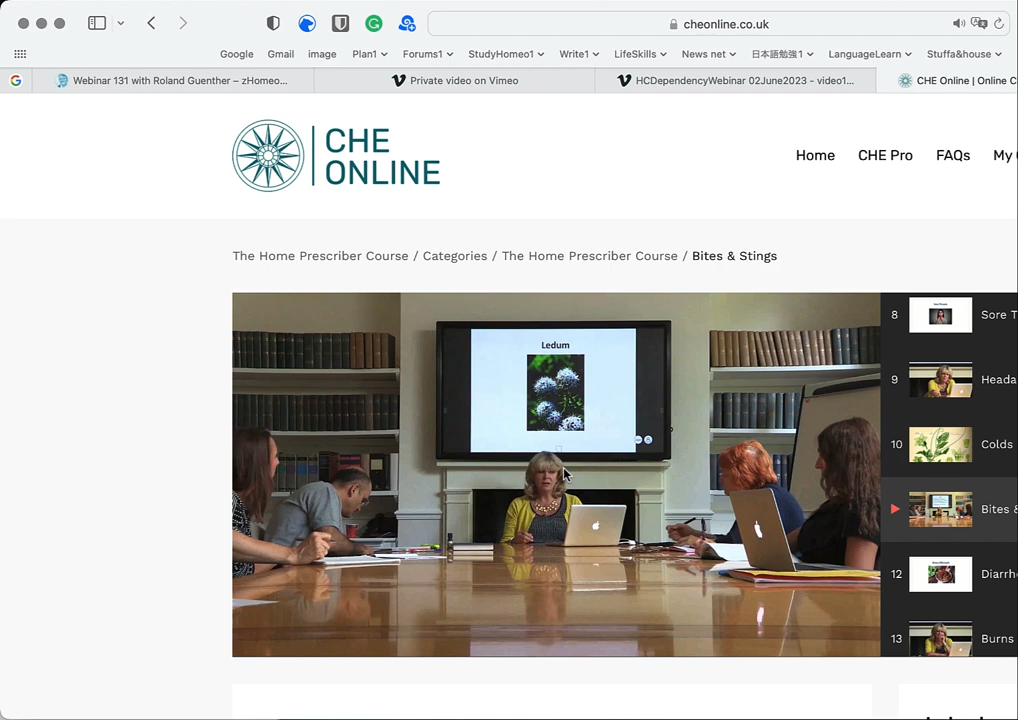 cheonline.co.uk
Google Gmail image Plan1 Forums1 StudyHomeo1 Write1 LifeSkills News net 日本語勉強1 LanguageLearn Stuffa&house
Webinar 131 with Roland Guenther – zHomeo... Private video on Vimeo HCDependencyWebinar 02June2023 - video1... CHE Online | Online C
CHE
ONLINE
Home CHE Pro FAQs My
The Home Prescriber Course / Categories / The Home Prescriber Course / Bites & Stings
Ledum
8 Sore T
9 Heada
10 Colds
Bites &
12 Diarrh
13 Burns